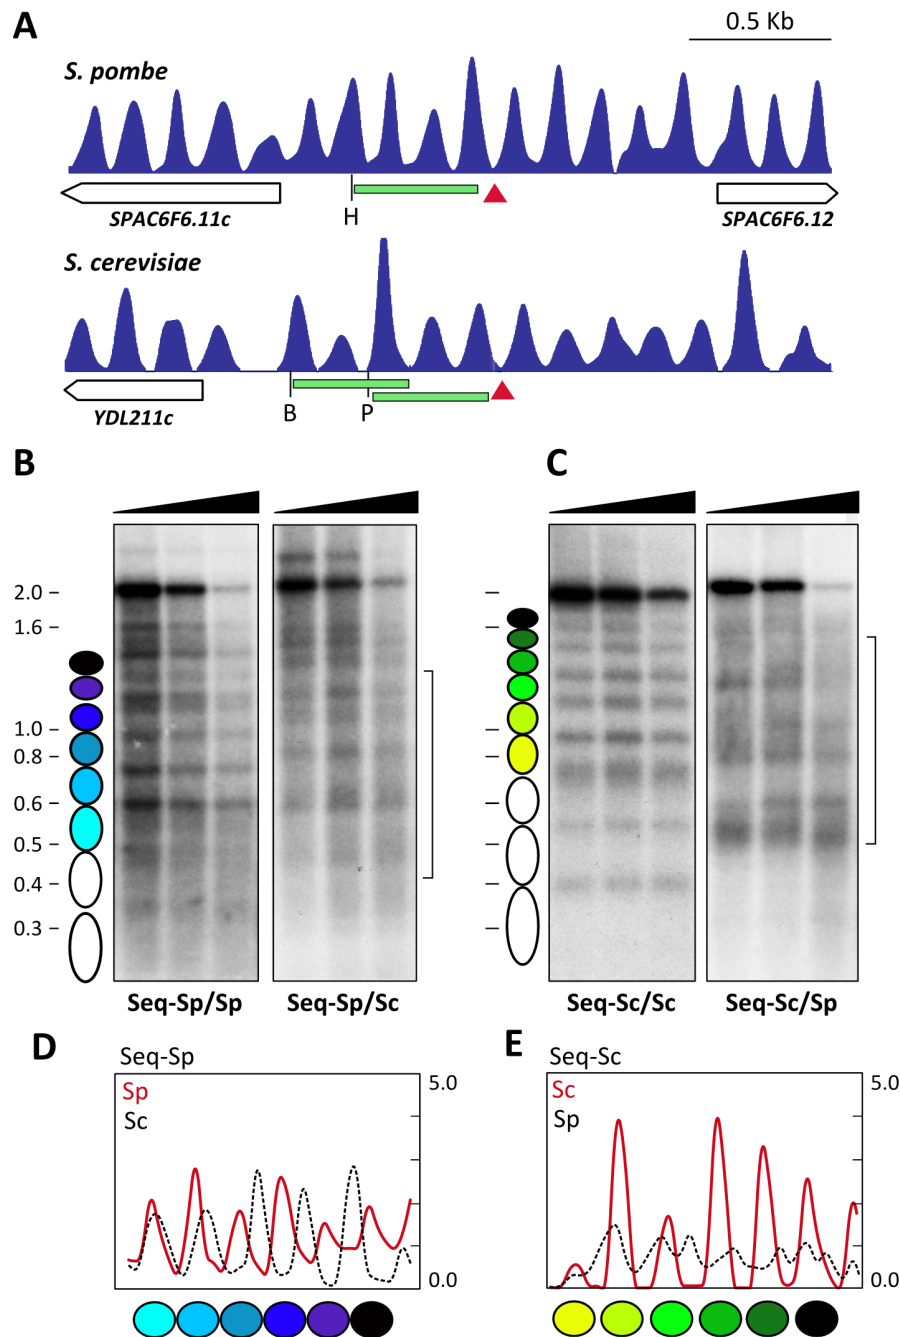 A
0.5 Kb
S. pombe
SPAC6F6.11c
H
SPAC6F6.12
S. cerevisiae
YDL211c
B
P
B
C
2.0
1.6
1.0
0.8
0.6
0.5
0.4
0.3
Seq-Sp/Sp
Seq-Sp/Sc
Seq-Sc/Sc
Seq-Sc/Sp
D
Seq-Sp
Sp
Sc
5.0
0.0
E
Seq-Sc
Sc
Sp
5.0
0.0